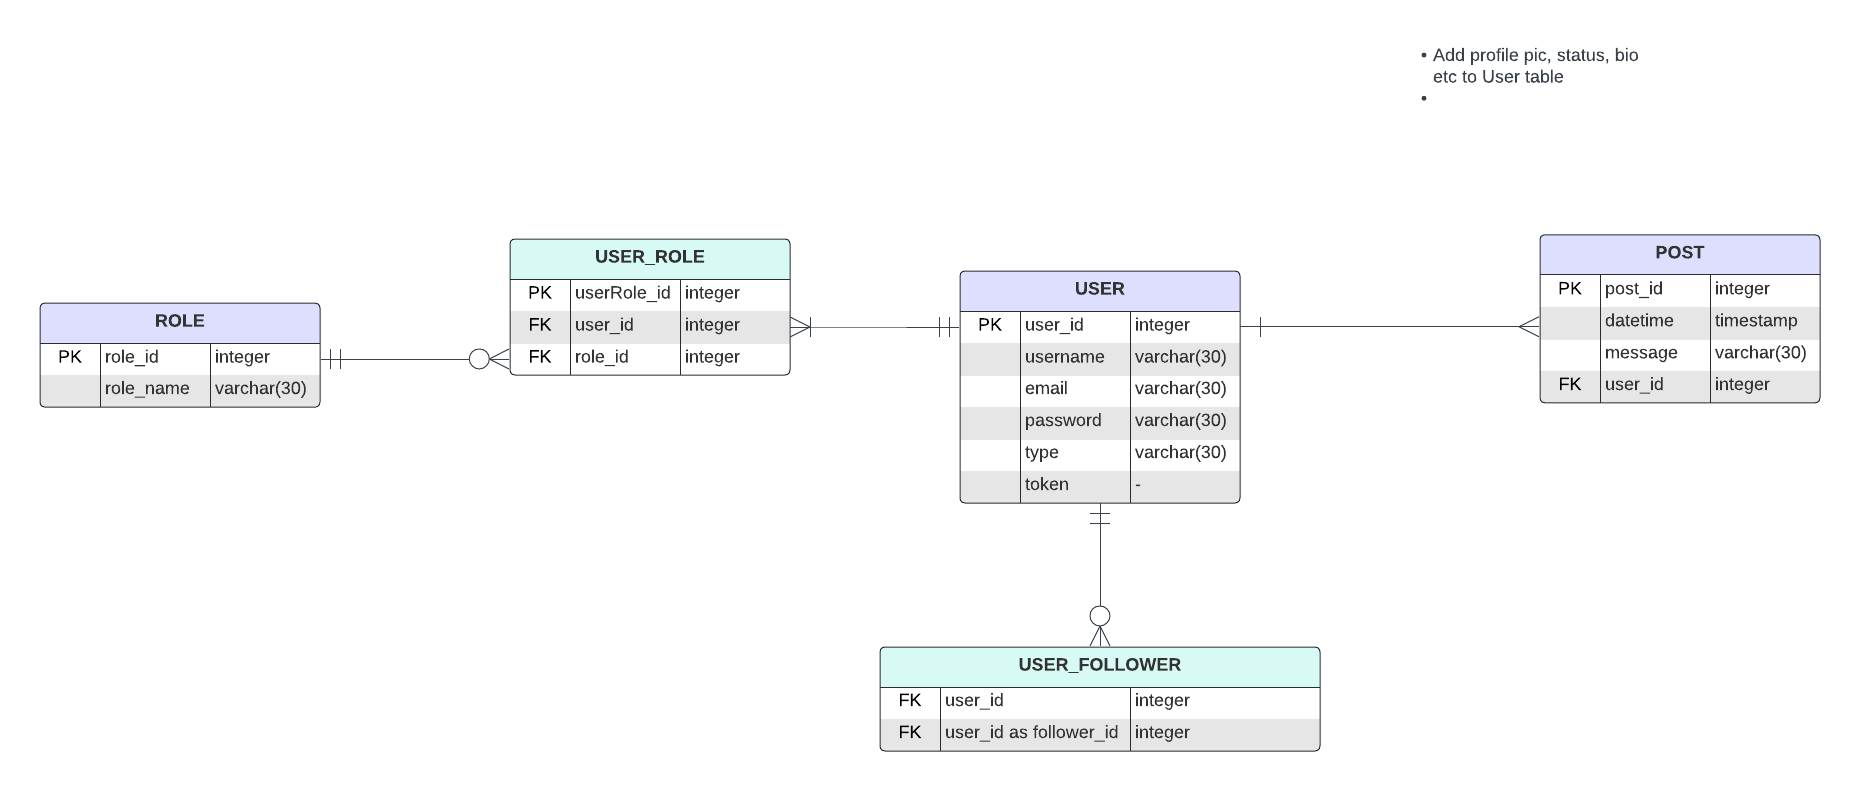 • Add profile pic, status, bio
etc to User table
•
ROLE
PK role_id integer
role_name varchar(30)
USER_ROLE
PK userRole_id integer
FK user_id integer
FK role_id integer
USER
PK user_id integer
username varchar(30)
email varchar(30)
password varchar(30)
type varchar(30)
token -
POST
PK post_id integer
datetime timestamp
message varchar(30)
FK user_id integer
USER_FOLLOWER
FK user_id integer
FK user_id as follower_id integer